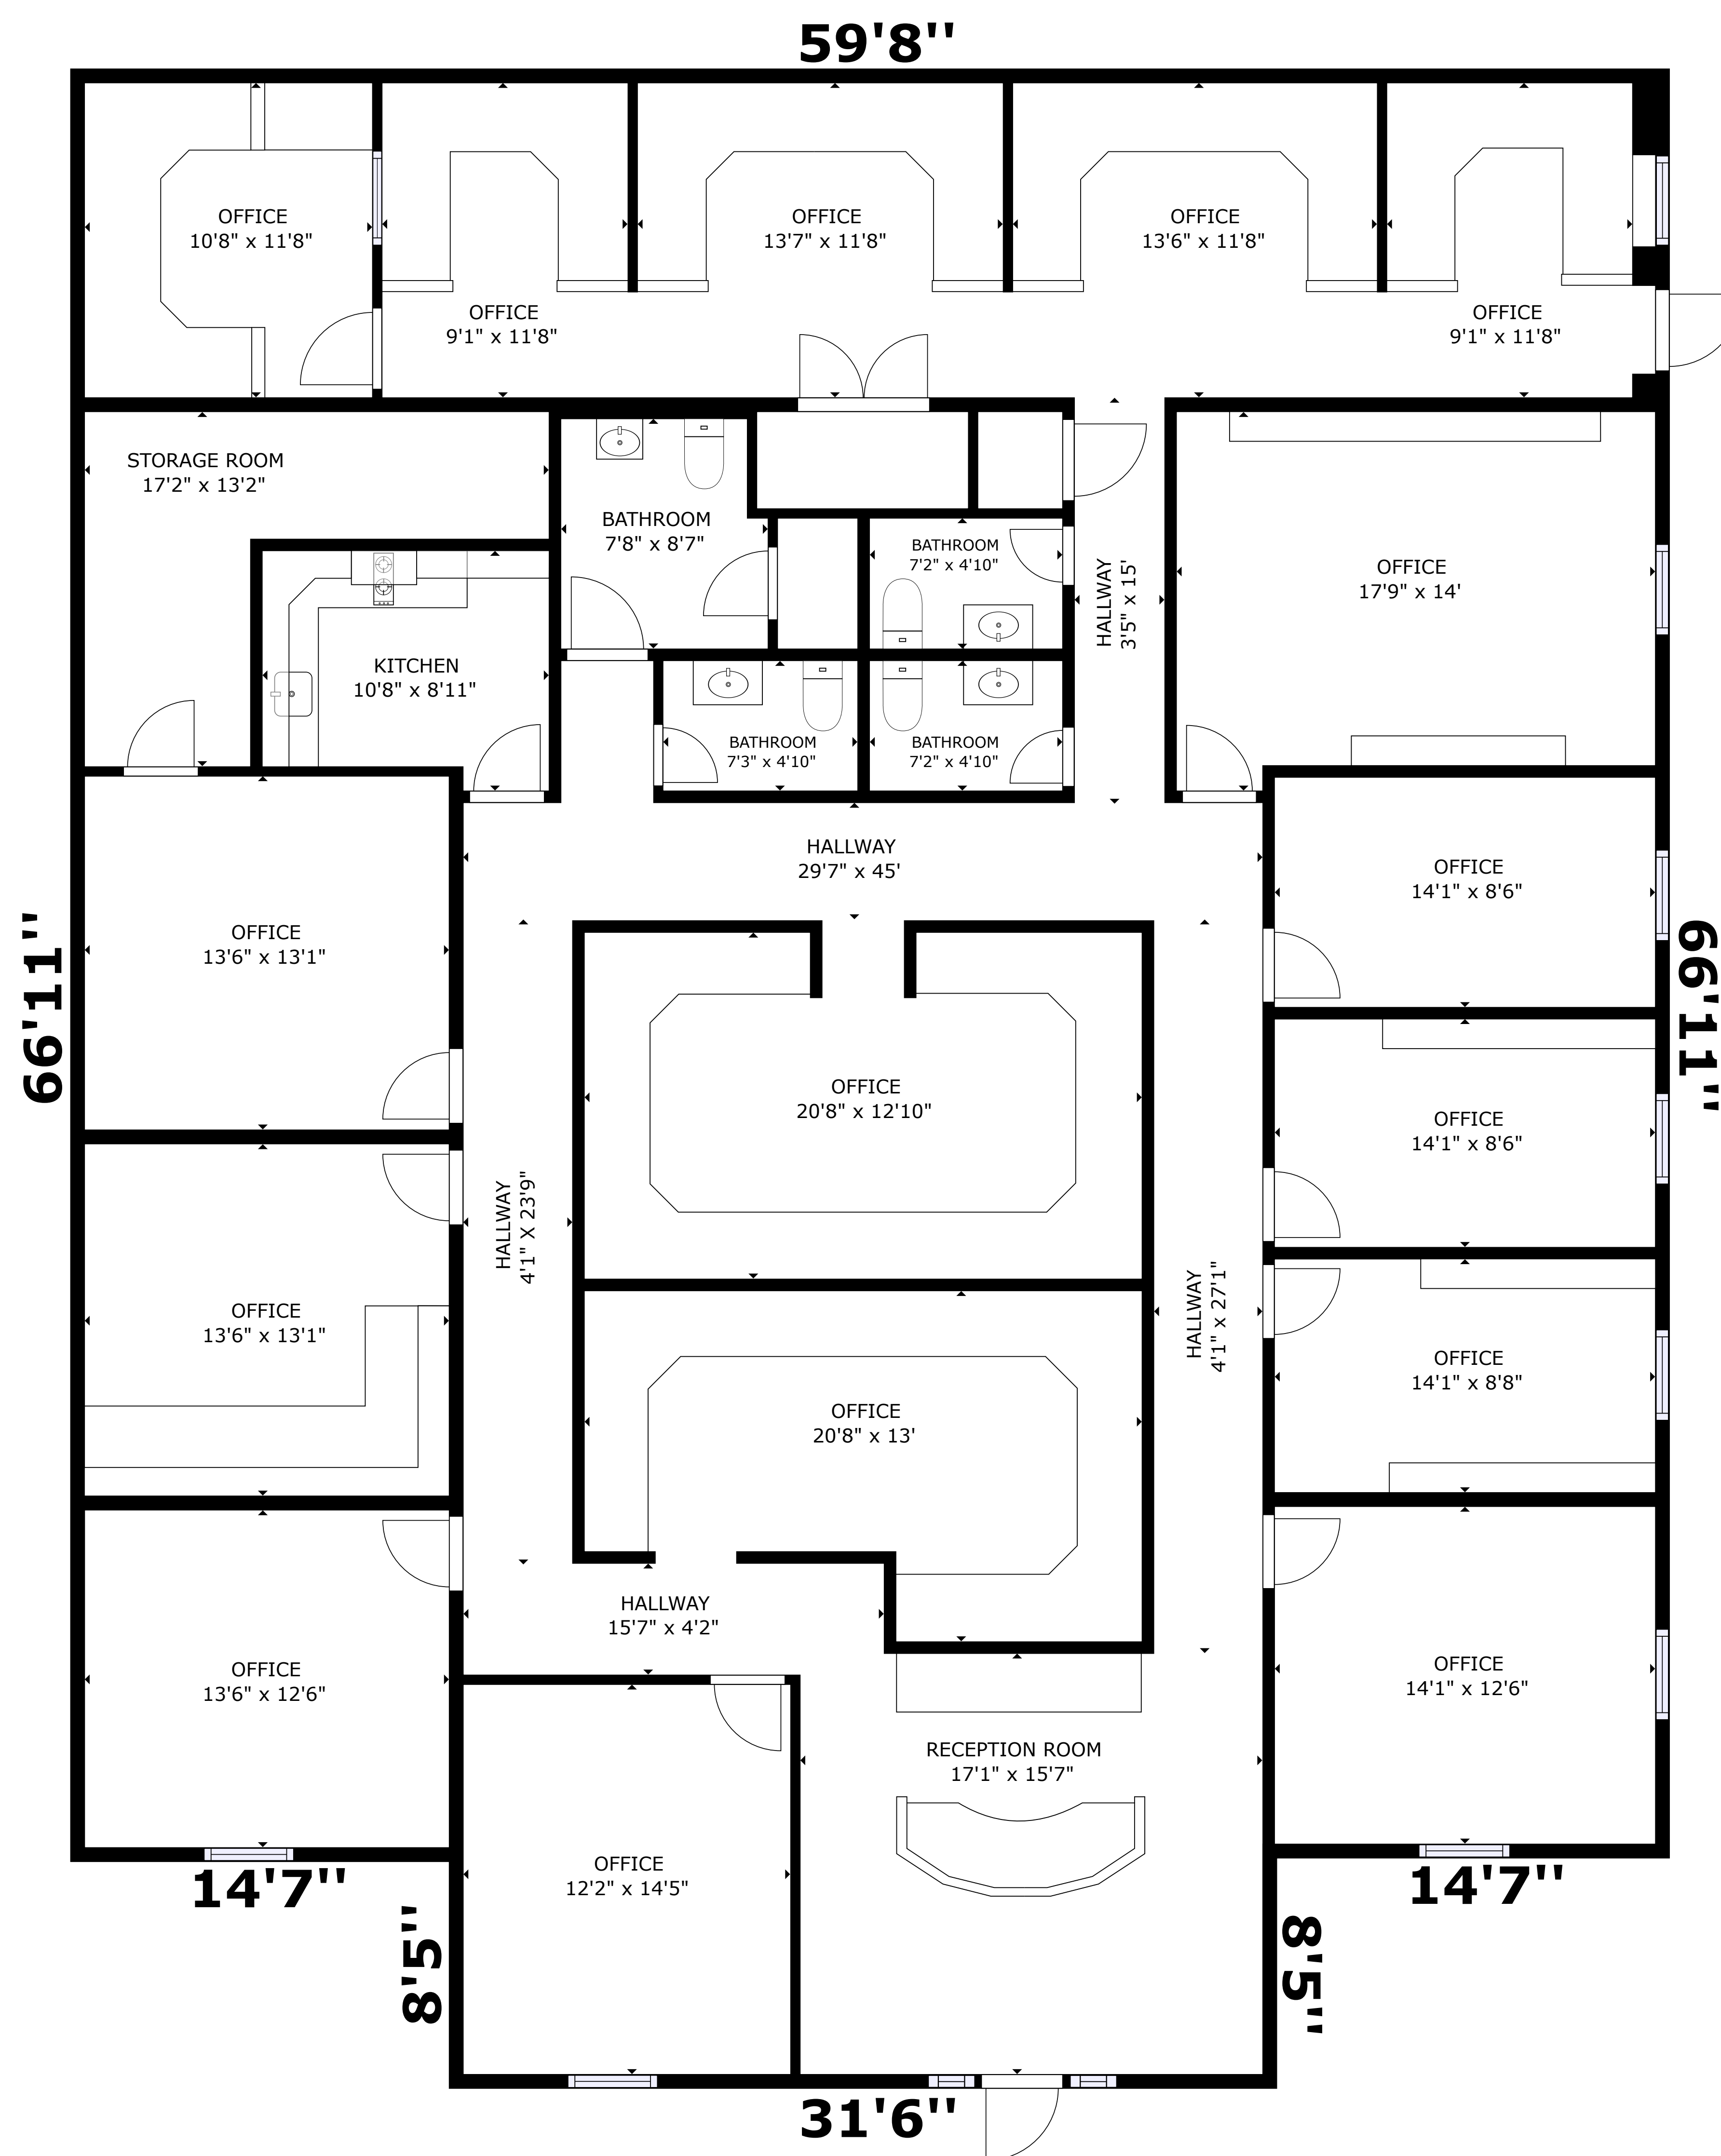 59'8''
OFFICE
10'8" x 11'8"
OFFICE
13'7" x 11'8"
OFFICE
13'6" x 11'8"
OFFICE
9'1" x 11'8"
OFFICE
9'1" x 11'8"
STORAGE ROOM
17'2" x 13'2"
BATHROOM
7'8" x 8'7"
BATHROOM
7'2" x 4'10"
HALLWAY
3'5" x 15'
OFFICE
17'9" x 14'
KITCHEN
10'8" x 8'11"
BATHROOM
7'3" x 4'10"
BATHROOM
7'2" x 4'10"
HALLWAY
29'7" x 45'
OFFICE
14'1" x 8'6"
OFFICE
13'6" x 13'1"
66'11''
66'11''
OFFICE
20'8" x 12'10"
OFFICE
14'1" x 8'6"
HALLWAY
4'1" X 23'9"
HALLWAY
4'1" x 27'1"
OFFICE
13'6" x 13'1"
OFFICE
14'1" x 8'8"
OFFICE
20'8" x 13'
HALLWAY
15'7" x 4'2"
OFFICE
13'6" x 12'6"
OFFICE
14'1" x 12'6"
RECEPTION ROOM
17'1" x 15'7"
OFFICE
12'2" x 14'5"
14'7''
14'7''
8'5''
8'5''
31'6''